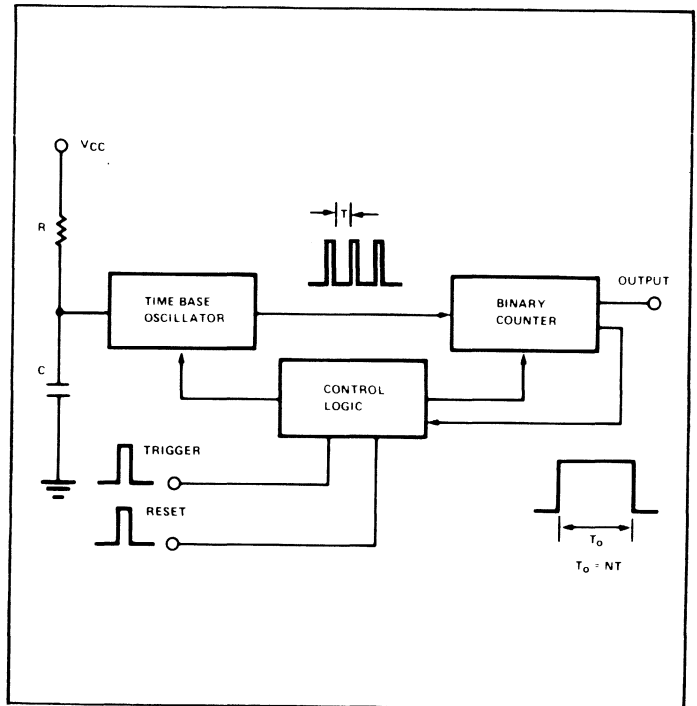 VCC
R
T
TIME BASE
OSCILLATOR
BINARY
COUNTER
OUTPUT
C
CONTROL
LOGIC
TRIGGER
RESET
To
To = NT